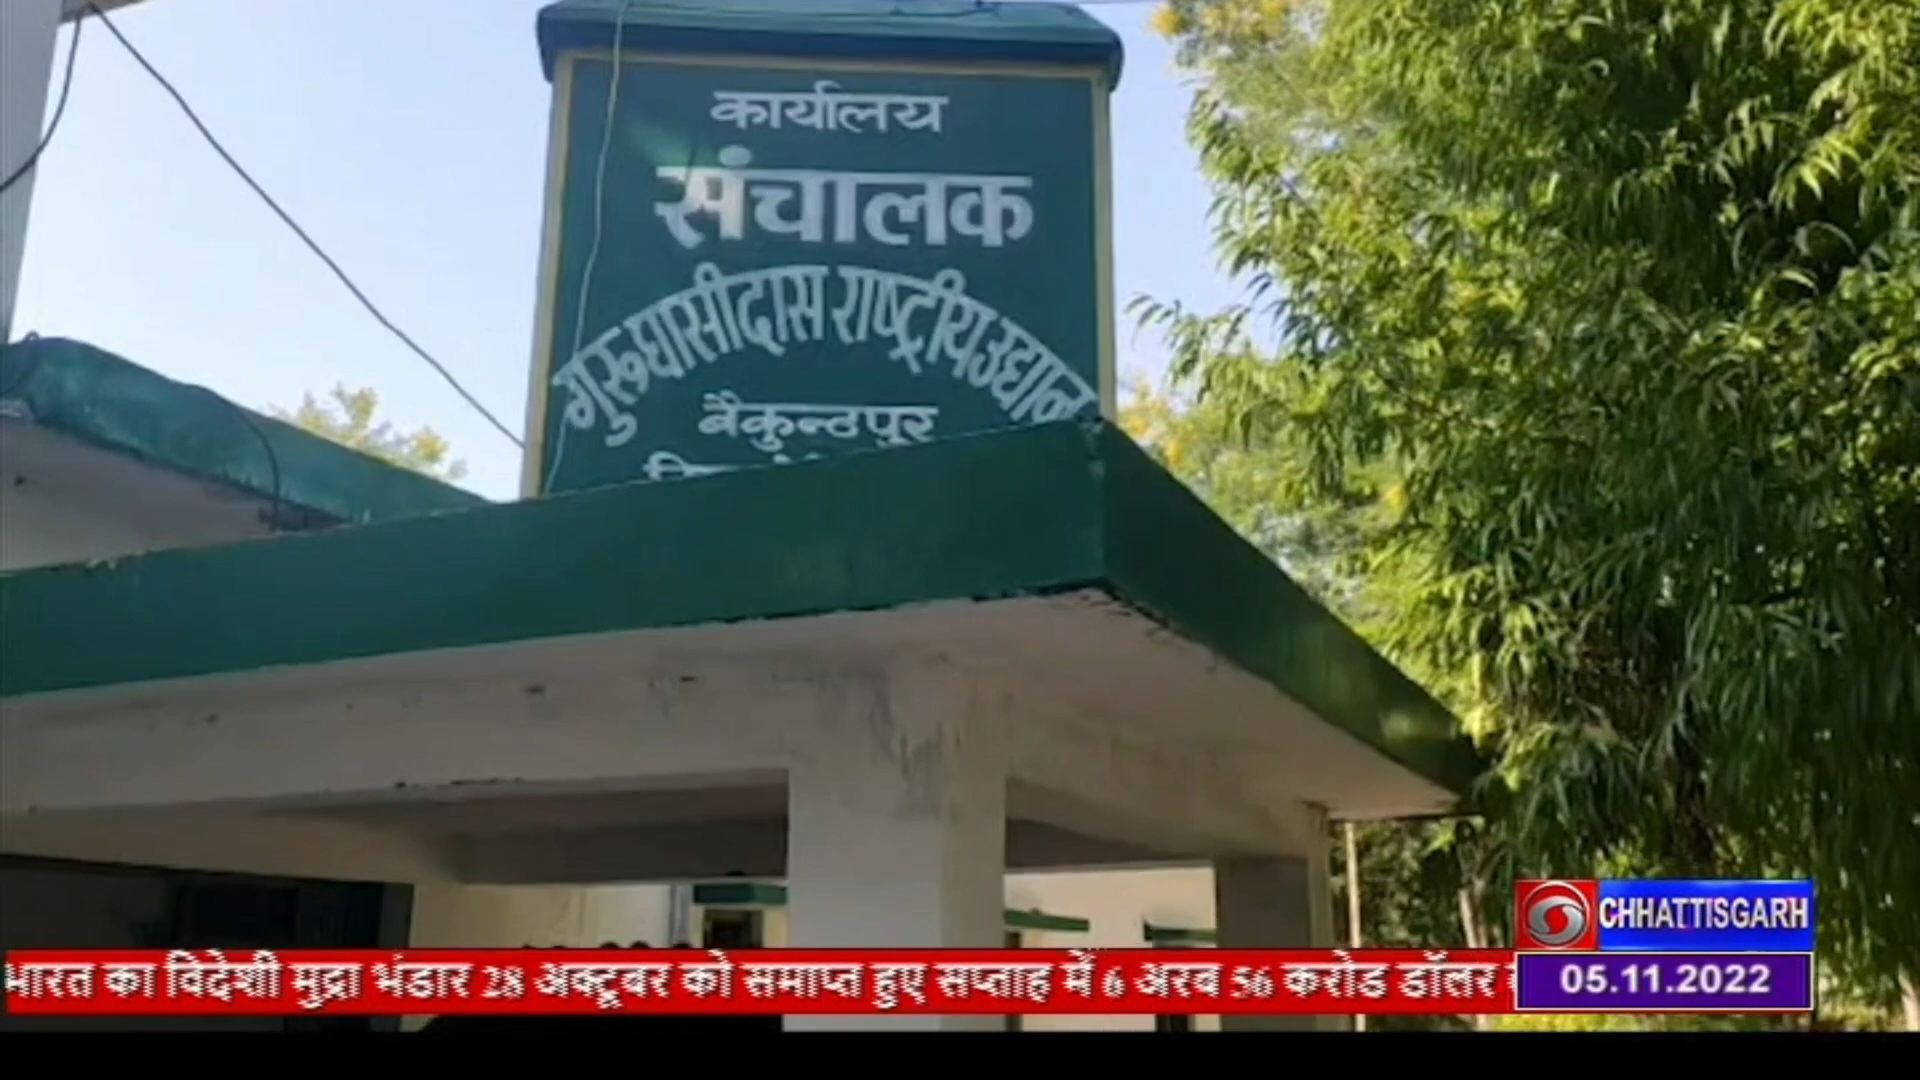 कार्यालय
संचालक
गुरू घासीदास राष्ट्रीय उद्यान
बैकुन्ठपुर
CHHATTISGARH
भारत का विदेशी मुद्रा भंडार 28 अक्टूबर को समाप्त हुए सप्ताह में 6 अरब 56 करोड डॉलर
05.11.2022